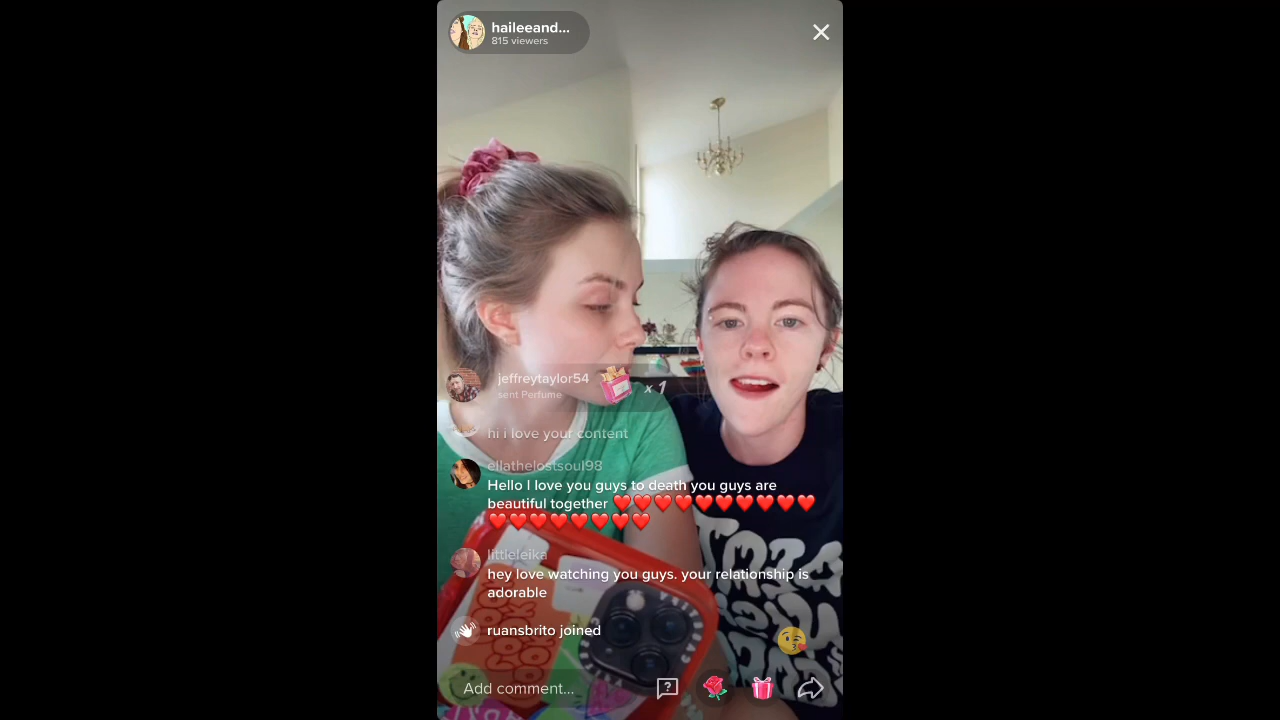 haileeand...
815 viewers
jeffreytaylor54
sent Perfume
x 1
hi i love your content
ellathelostsoul98
Hello I love you guys to death you guys are
beautiful together ❤️❤️❤️❤️❤️❤️❤️❤️❤️❤️
❤️❤️❤️❤️❤️❤️❤️❤️
littleleika
hey love watching you guys. your relationship is
adorable
ruansbrito joined
Add comment...